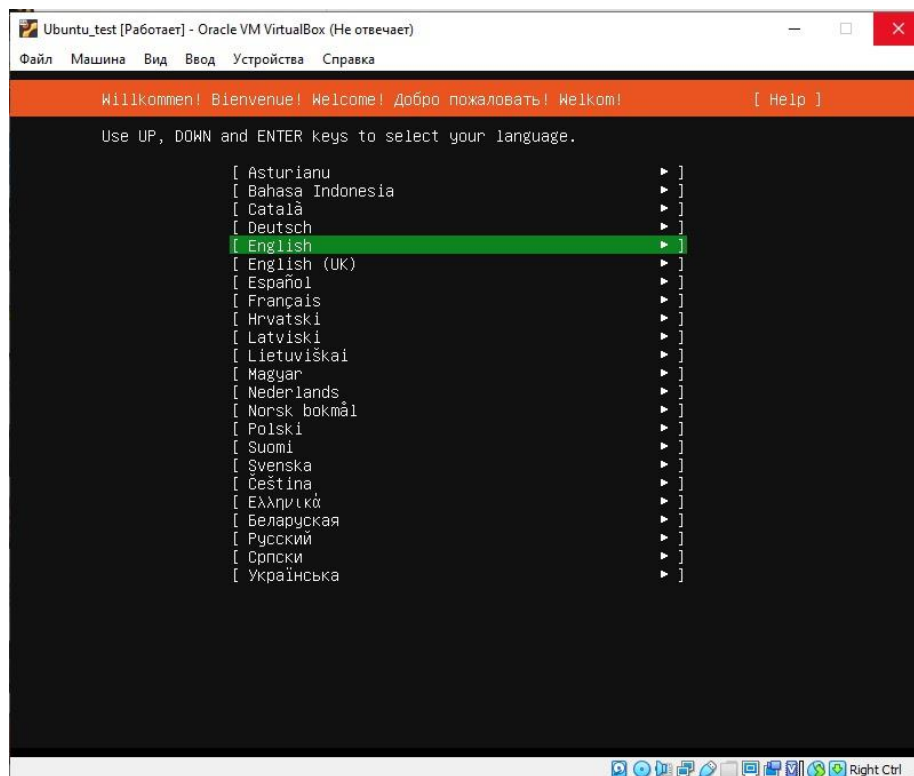 Ubuntu_test [Работает] - Oracle VM VirtualBox (Не отвечает)
Файл Машина Вид Ввод Устройства Справка
Willkommen! Bienvenue! Welcome! Добро пожаловать! Welkom! [ Help ]
Use UP, DOWN and ENTER keys to select your language.
[ Asturianu ► ]
[ Bahasa Indonesia ► ]
[ Català ► ]
[ Deutsch ► ]
[ English ► ]
[ English (UK) ► ]
[ Español ► ]
[ Français ► ]
[ Hrvatski ► ]
[ Latviski ► ]
[ Lietuviškai ► ]
[ Magyar ► ]
[ Nederlands ► ]
[ Norsk bokmål ► ]
[ Polski ► ]
[ Suomi ► ]
[ Svenska ► ]
[ Čeština ► ]
[ Ελληνικά ► ]
[ Беларуская ► ]
[ Русский ► ]
[ Српски ► ]
[ Українська ► ]
Right Ctrl